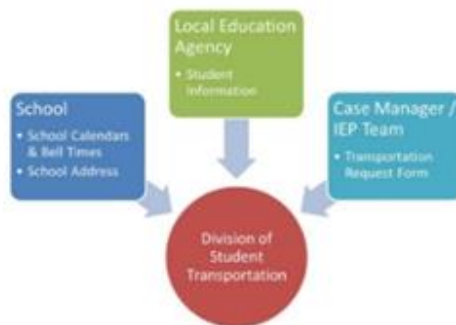 Local Education
Agency
• Student
Information
School
• School Calendars
& Bell Times
• School Address
Case Manager /
IEP Team
• Transportation
Request Form
Division of
Student
Transportation